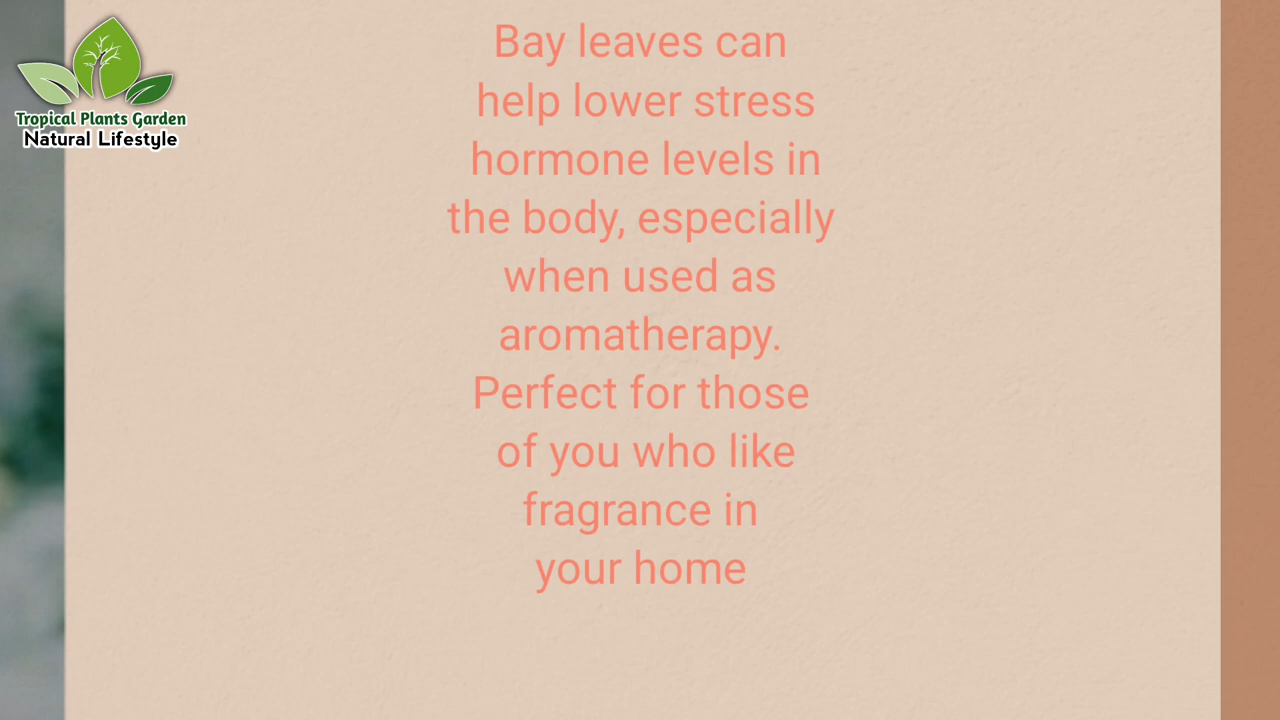 Tropical Plants Garden
Natural Lifestyle
Bay leaves can
help lower stress
hormone levels in
the body, especially
when used as
aromatherapy.
Perfect for those
of you who like
fragrance in
your home